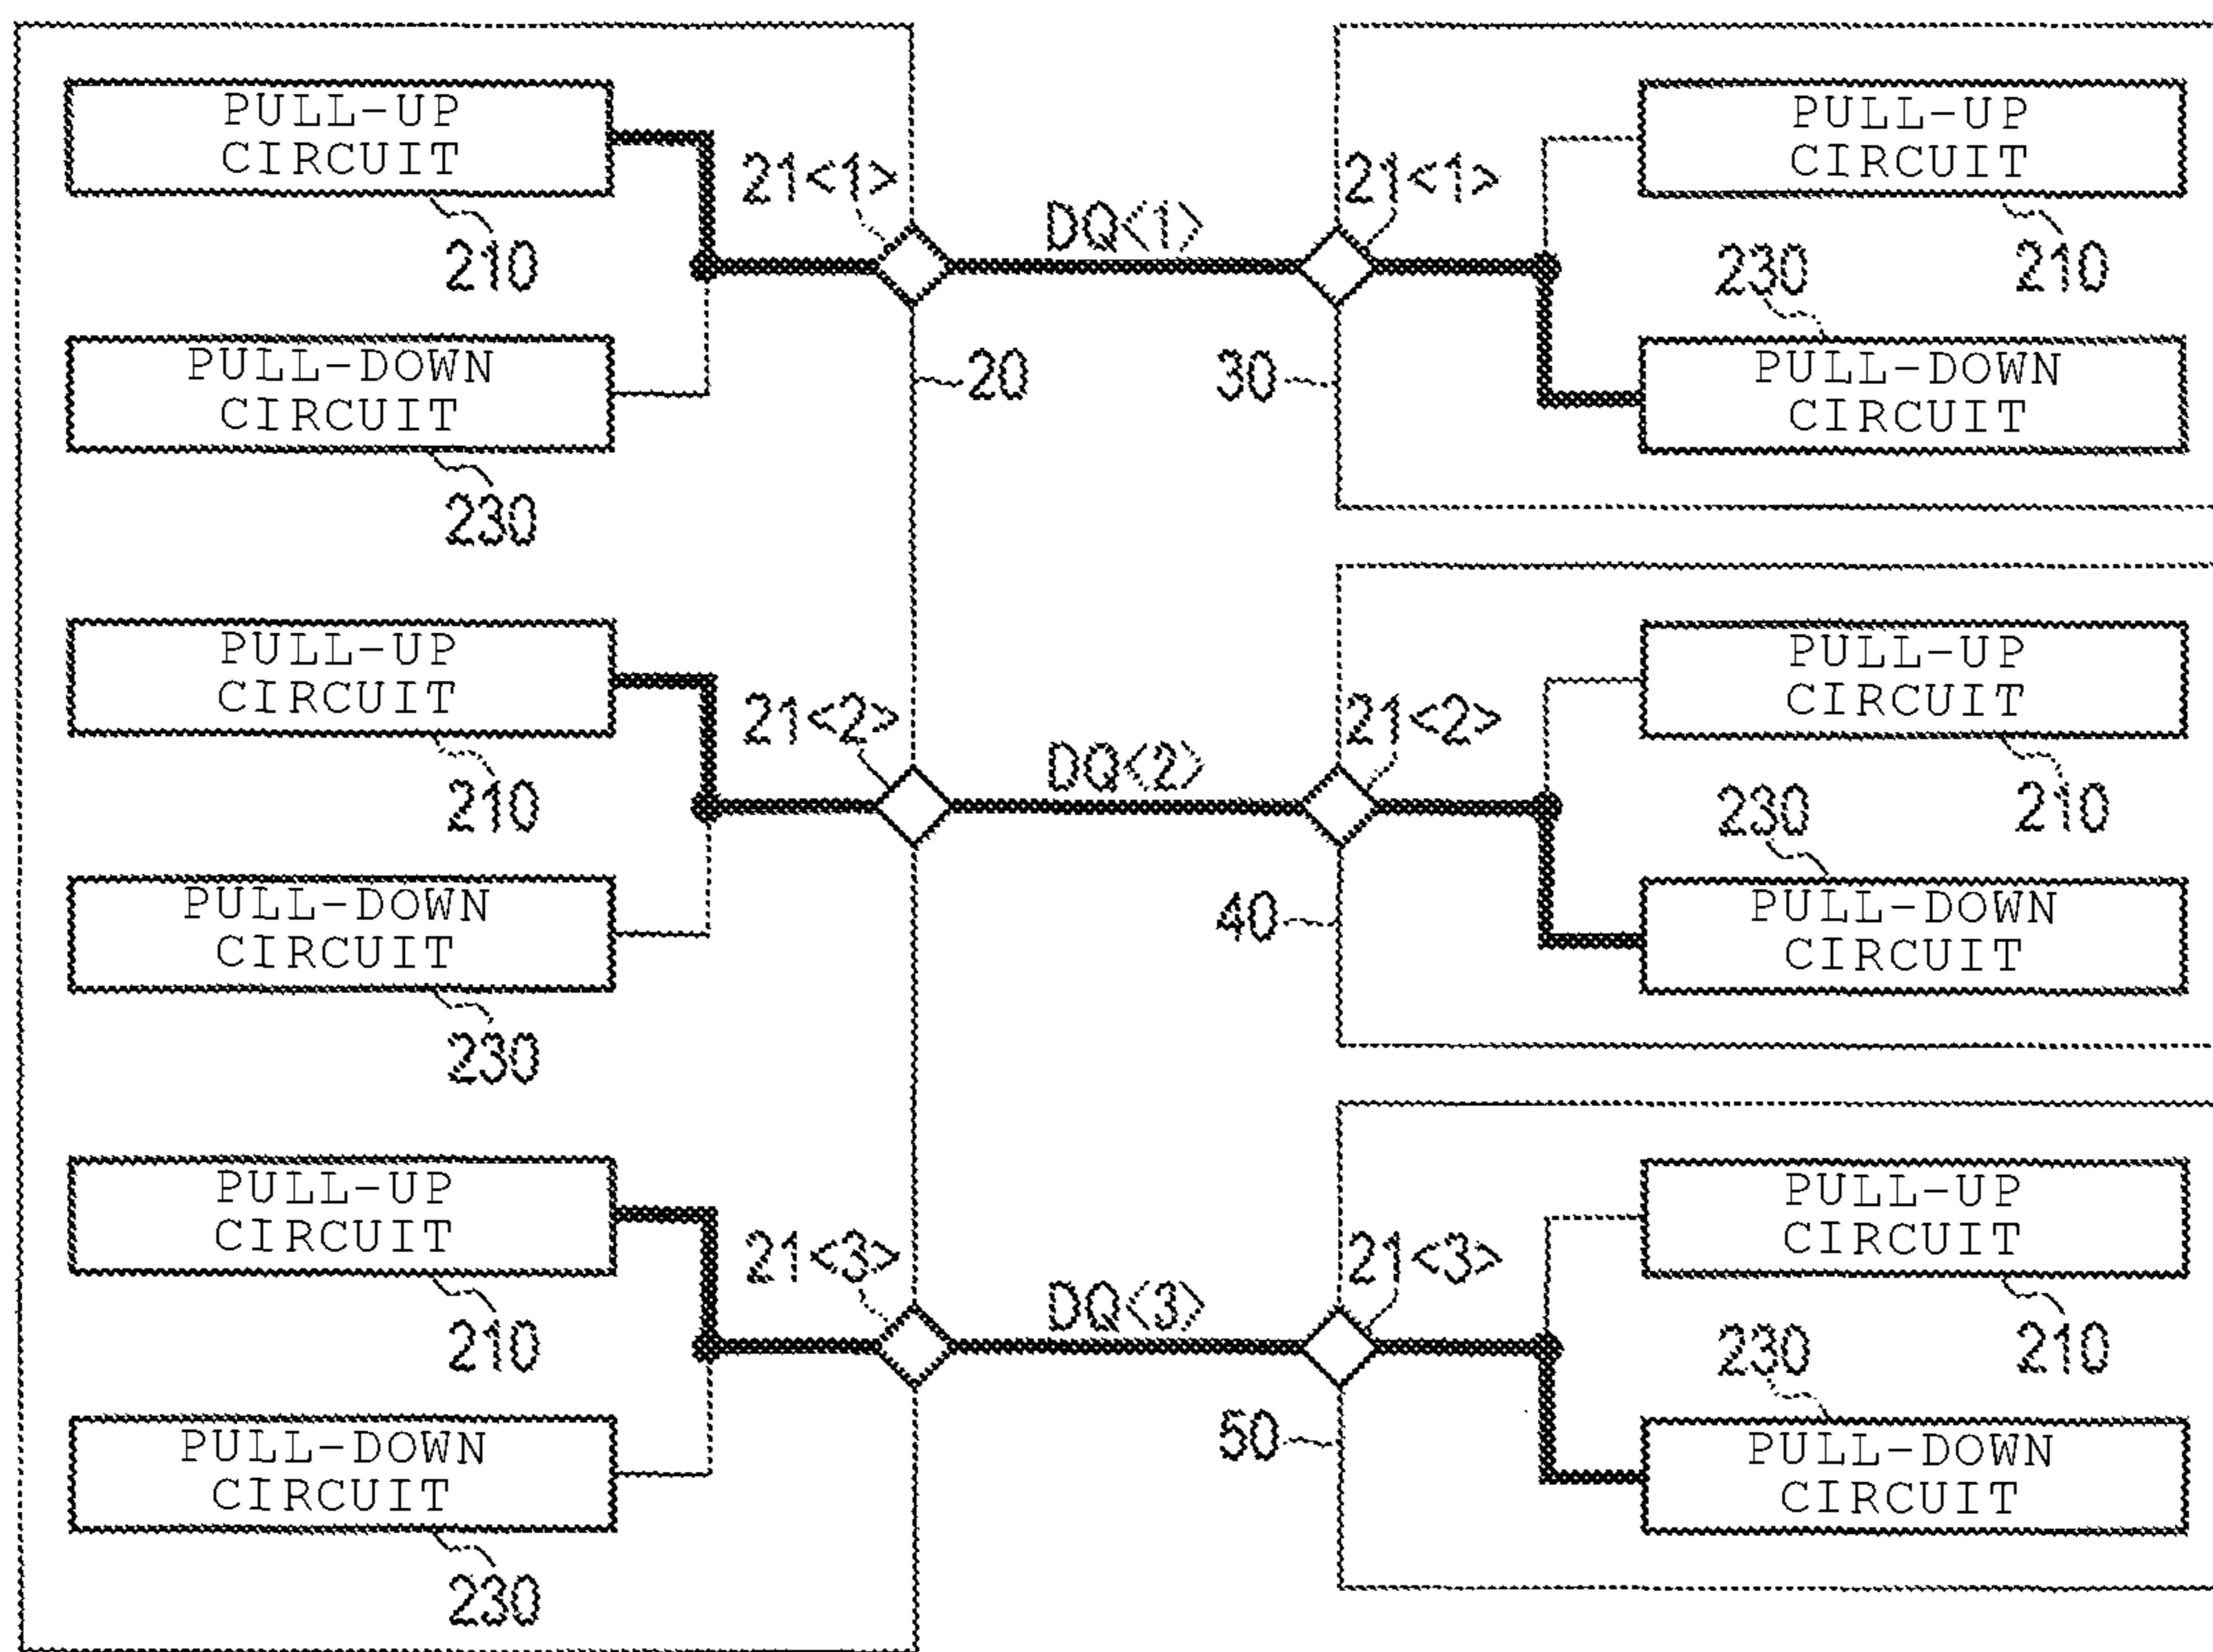 PULL-UP
CIRCUIT
210
PULL-DOWN
CIRCUIT
230
21<1>
DQ<1>
21<1>
20
30
PULL-UP
CIRCUIT
210
230
PULL-DOWN
CIRCUIT
PULL-UP
CIRCUIT
210
PULL-DOWN
CIRCUIT
230
21<2>
DQ<2>
21<2>
40
PULL-UP
CIRCUIT
210
230
PULL-DOWN
CIRCUIT
PULL-UP
CIRCUIT
210
PULL-DOWN
CIRCUIT
230
21<3>
DQ<3>
21<3>
50
PULL-UP
CIRCUIT
210
230
PULL-DOWN
CIRCUIT